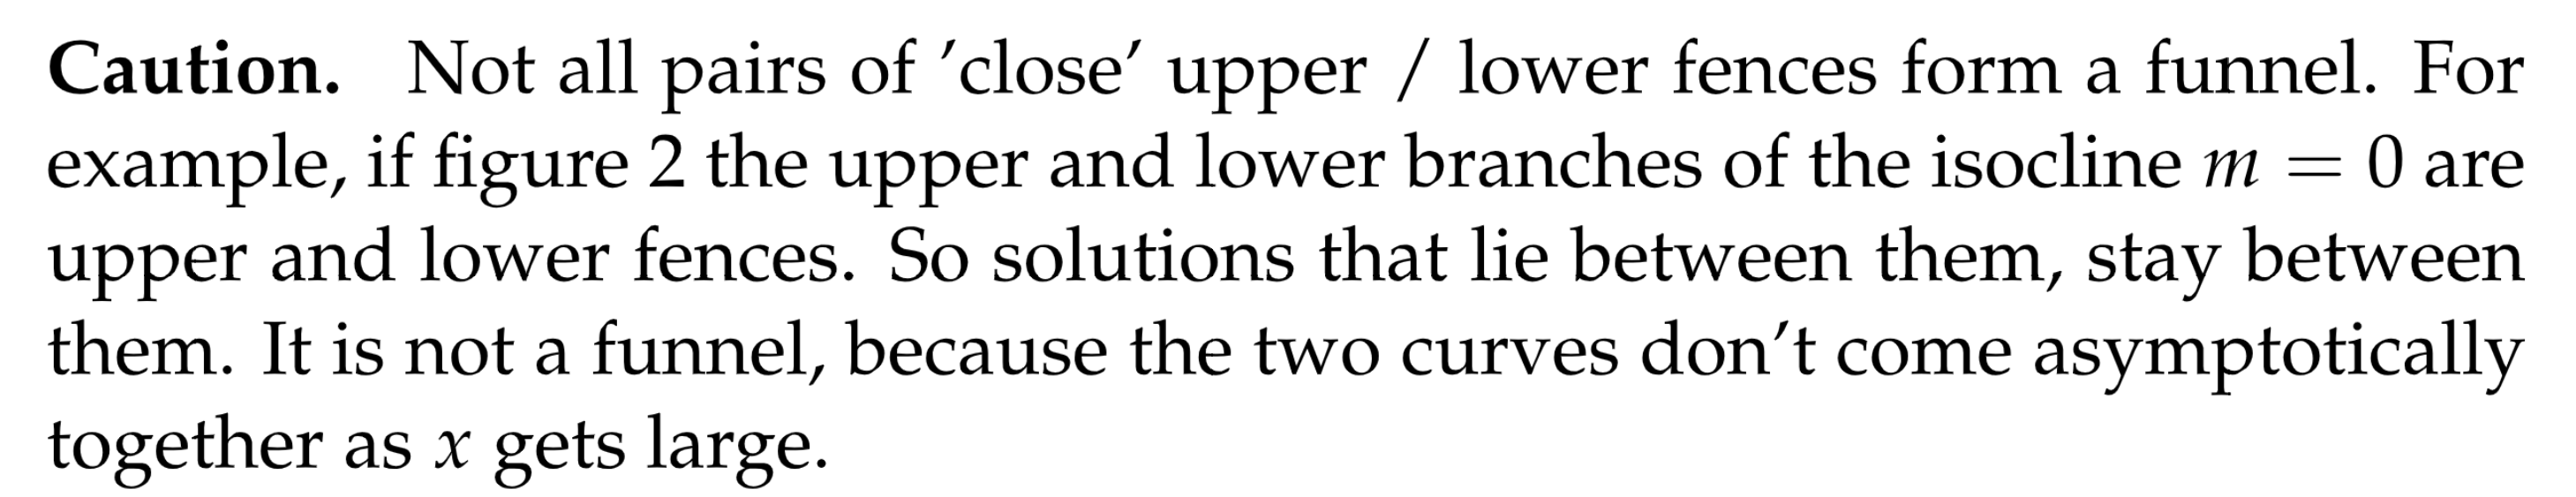 Caution. Not all pairs of ’close’ upper / lower fences form a funnel. For
example, if figure 2 the upper and lower branches of the isocline m = 0 are
upper and lower fences. So solutions that lie between them, stay between
them. It is not a funnel, because the two curves don’t come asymptotically
together as x gets large.